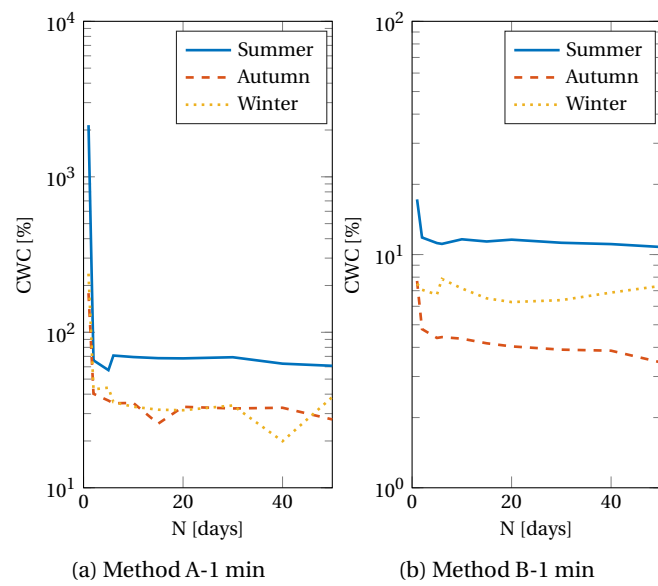 10^4
10^3
10^2
10^1
CWC [%]
0
20
40
N [days]
Summer
Autumn
Winter
(a) Method A-1 min
10^2
10^1
10^0
CWC [%]
0
20
40
N [days]
Summer
Autumn
Winter
(b) Method B-1 min